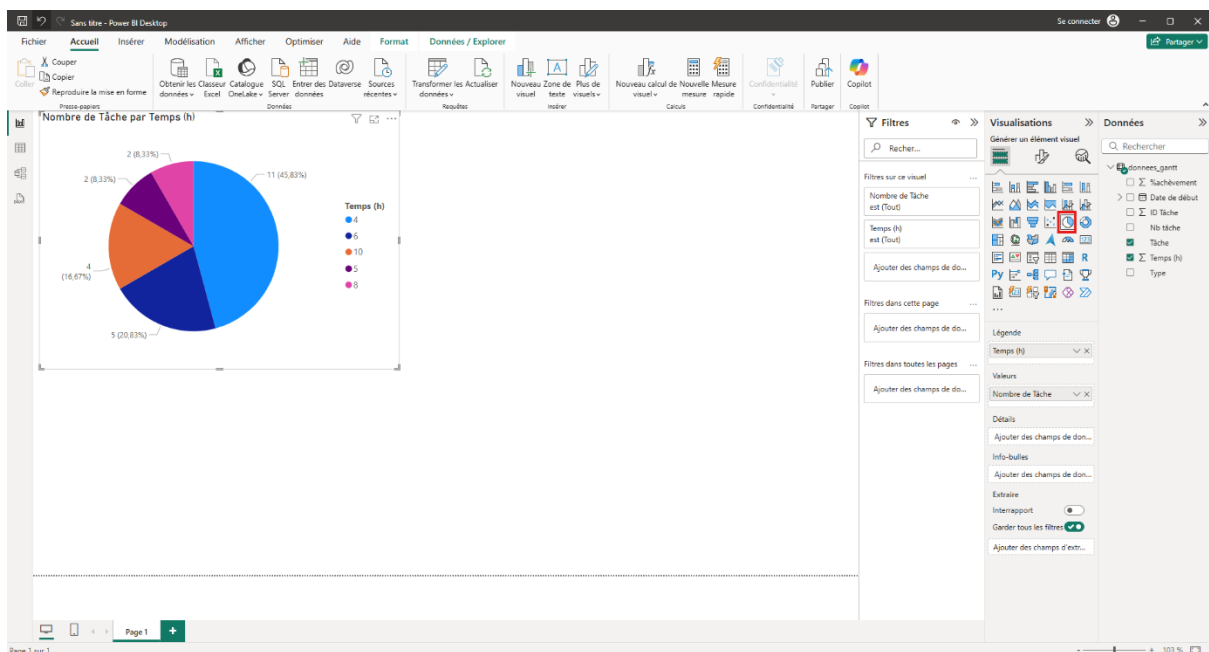 Sans titre - Power BI Desktop
Se connecter
Fichier Accueil Insérer Modélisation Afficher Optimiser Aide Format Données / Explorer
Partager
Coller
Couper
Copier
Reproduire la mise en forme
Presse-papiers
Obtenir les données
Classeur Excel
Catalogue OneLake
SQL Server
Entrer des données
Dataverse
Sources récentes
Données
Transformer les données
Actualiser
Requêtes
Nouveau visuel
Zone de texte
Plus de visuels
Insérer
Nouveau calcul de visuel
Nouvelle mesure
Mesure rapide
Calculs
Confidentialité
Confidentialité
Publier
Partager
Copilot
Copilot
Nombre de Tâche par Temps (h)
2 (8,33%)
2 (8,33%)
11 (45,83%)
4
(16,67%)
5 (20,83%)
Temps (h)
4
6
10
5
8
Filtres
Recher...
Filtres sur ce visuel
Nombre de Tâche
est (Tout)
Temps (h)
est (Tout)
Ajouter des champs de do...
Filtres dans cette page
Ajouter des champs de do...
Filtres dans toutes les pages
Ajouter des champs de do...
Visualisations
Générer un élément visuel
123
R
Py
Légende
Temps (h)
Valeurs
Nombre de Tâche
Détails
Ajouter des champs de don...
Info-bulles
Ajouter des champs de don...
Extraire
Interrapport
Garder tous les filtres
Ajouter des champs d'extr...
Données
Rechercher
donnees_gantt
%achèvement
Date de début
ID Tâche
Nb tâche
Tâche
Temps (h)
Type
Page 1
Page 1 sur 1
103 %